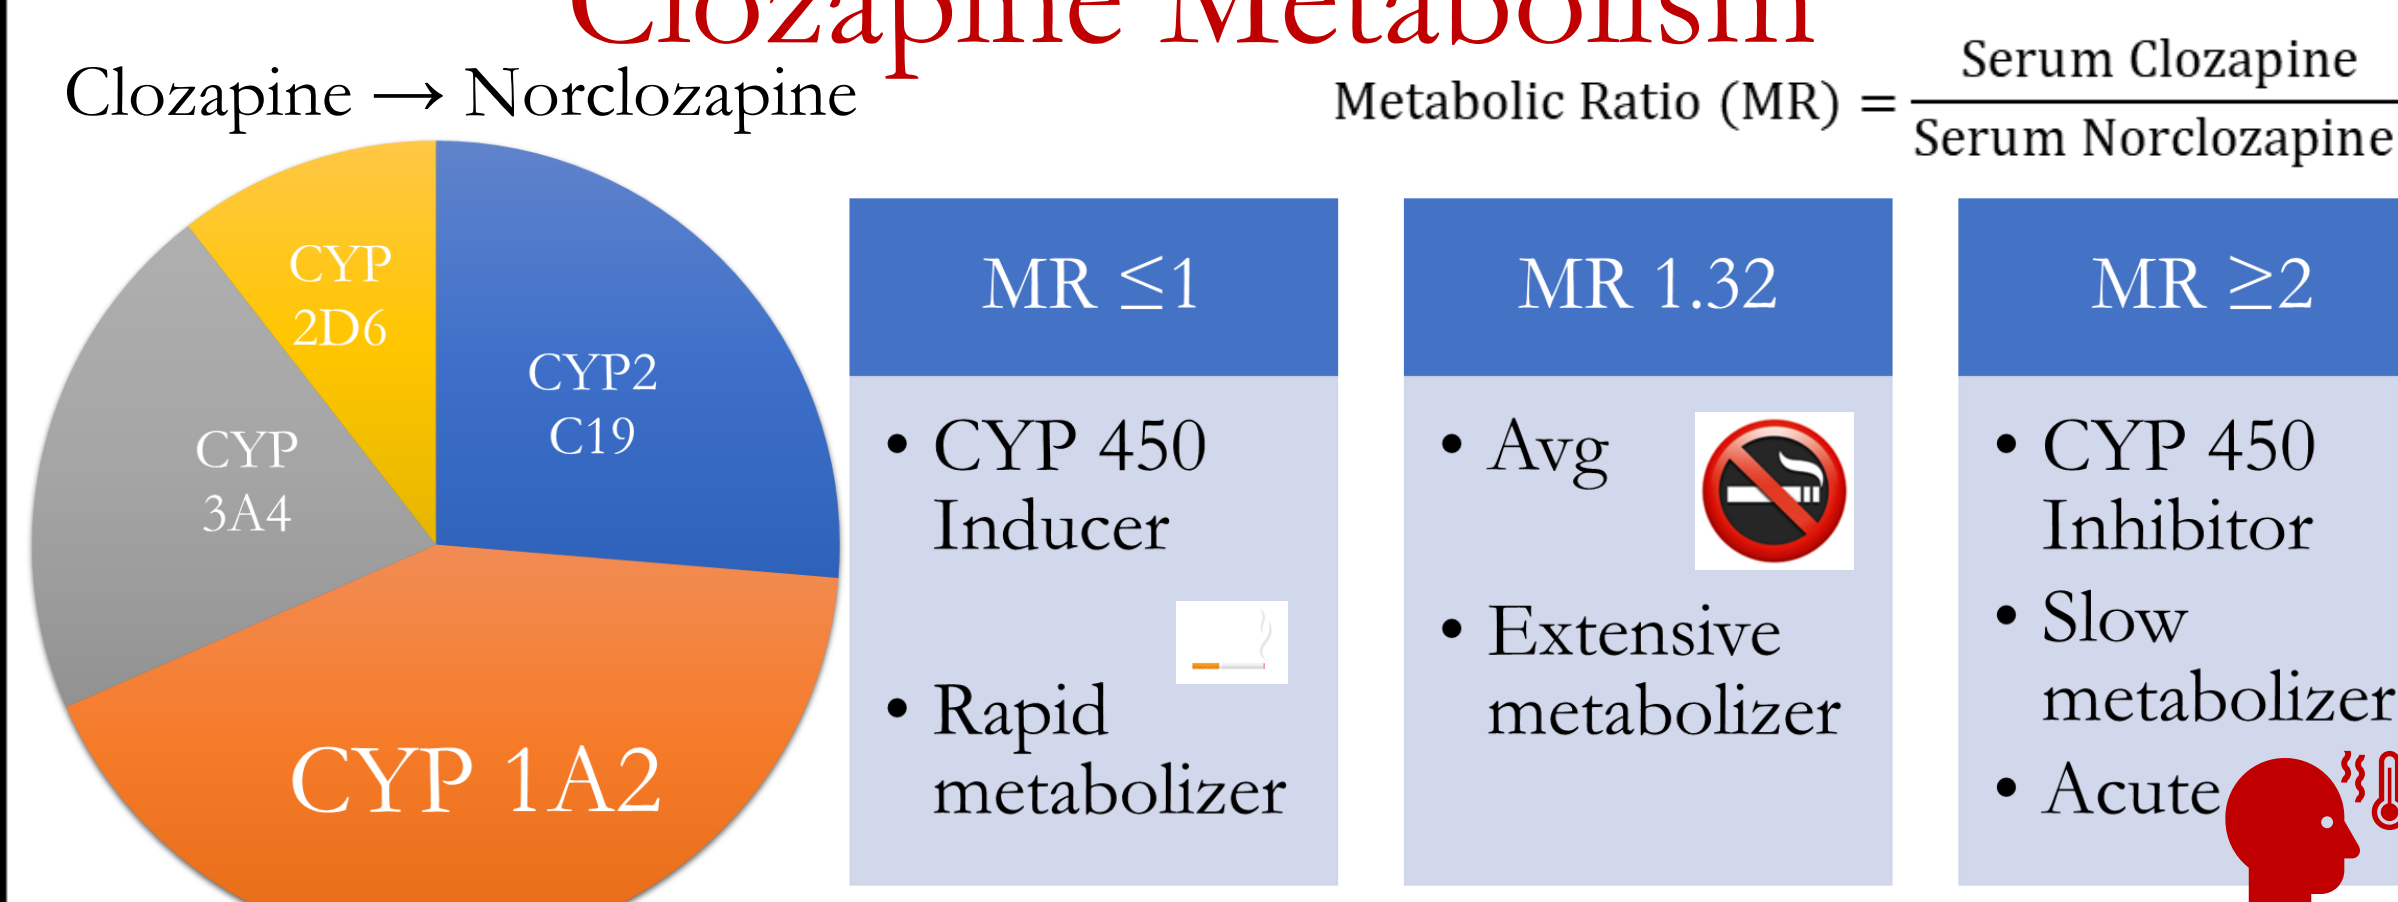 Clozapine Metabolism
Clozapine → Norclozapine
Metabolic Ratio (MR) =
Serum Clozapine
Serum Norclozapine
CYP
2D6
CYP2
C19
CYP
3A4
CYP 1A2
MR ≤1
• CYP 450
Inducer
• Rapid
metabolizer
MR 1.32
• Avg
• Extensive
metabolizer
MR ≥2
• CYP 450
Inhibitor
• Slow
metabolizer
• Acute